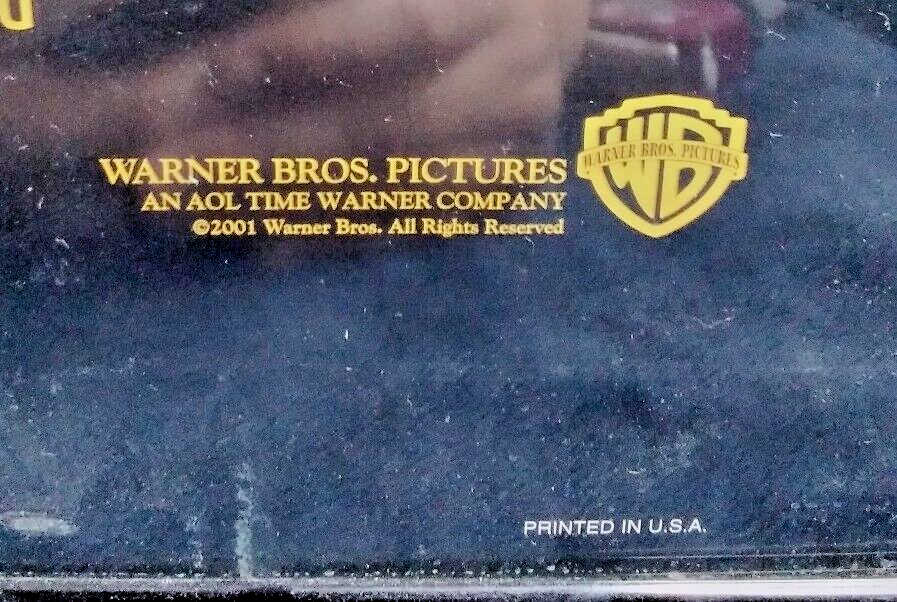 WARNER BROS. PICTURES
AN AOL TIME WARNER COMPANY
©2001 Warner Bros. All Rights Reserved
WB
WARNER BROS. PICTURES
PRINTED IN U.S.A.